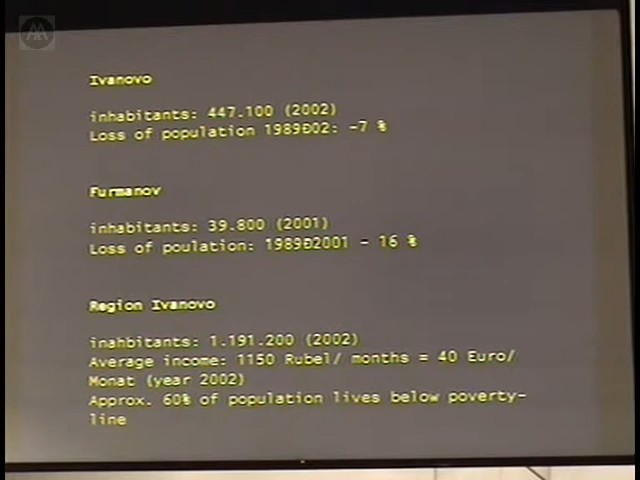 AA
Ivanovo
inhabitants: 447.100 (2002)
Loss of population 1989Ð02: -7 %
Furmanov
inhabitants: 39.800 (2001)
Loss of poulation: 1989Ð2001 - 16 %
Region Ivanovo
inahbitants: 1.191.200 (2002)
Average income: 1150 Rubel/ months = 40 Euro/
Monat (year 2002)
Approx. 60% of population lives below poverty-
line